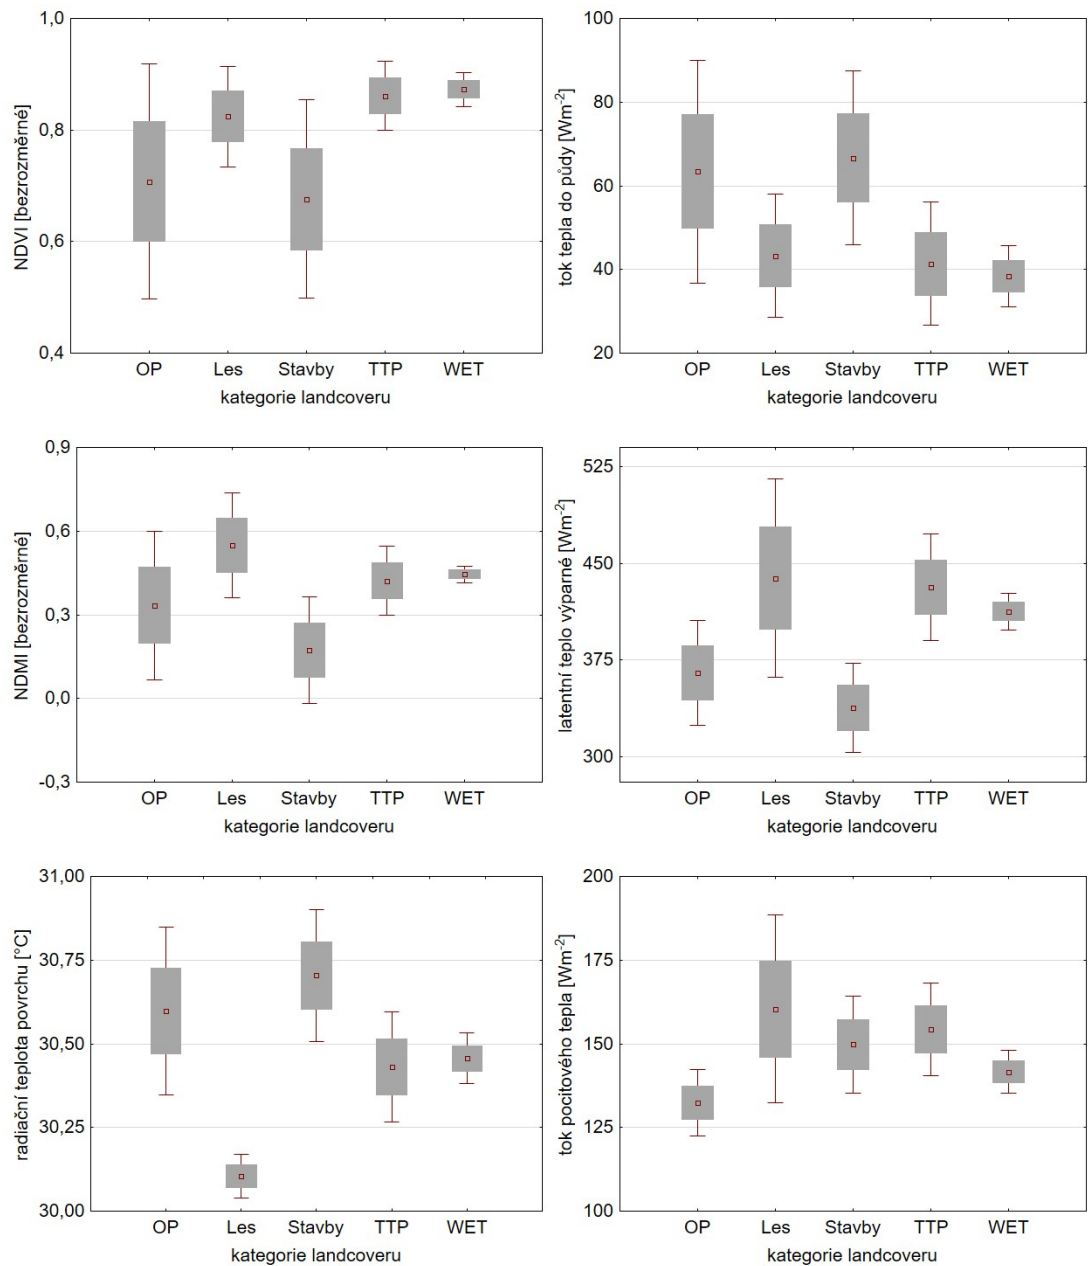 NDVI [bezrozměrné]
1,0
0,8
0,6
0,4
OP Les Stavby TTP WET
kategorie landcoveru
tok tepla do půdy [Wm⁻²]
100
80
60
40
20
OP Les Stavby TTP WET
kategorie landcoveru
NDMI [bezrozměrné]
0,9
0,6
0,3
0,0
-0,3
OP Les Stavby TTP WET
kategorie landcoveru
latentní teplo výparné [Wm⁻²]
525
450
375
300
OP Les Stavby TTP WET
kategorie landcoveru
radiační teplota povrchu [°C]
31,00
30,75
30,50
30,25
30,00
OP Les Stavby TTP WET
kategorie landcoveru
tok pocitového tepla [Wm⁻²]
200
175
150
125
100
OP Les Stavby TTP WET
kategorie landcoveru